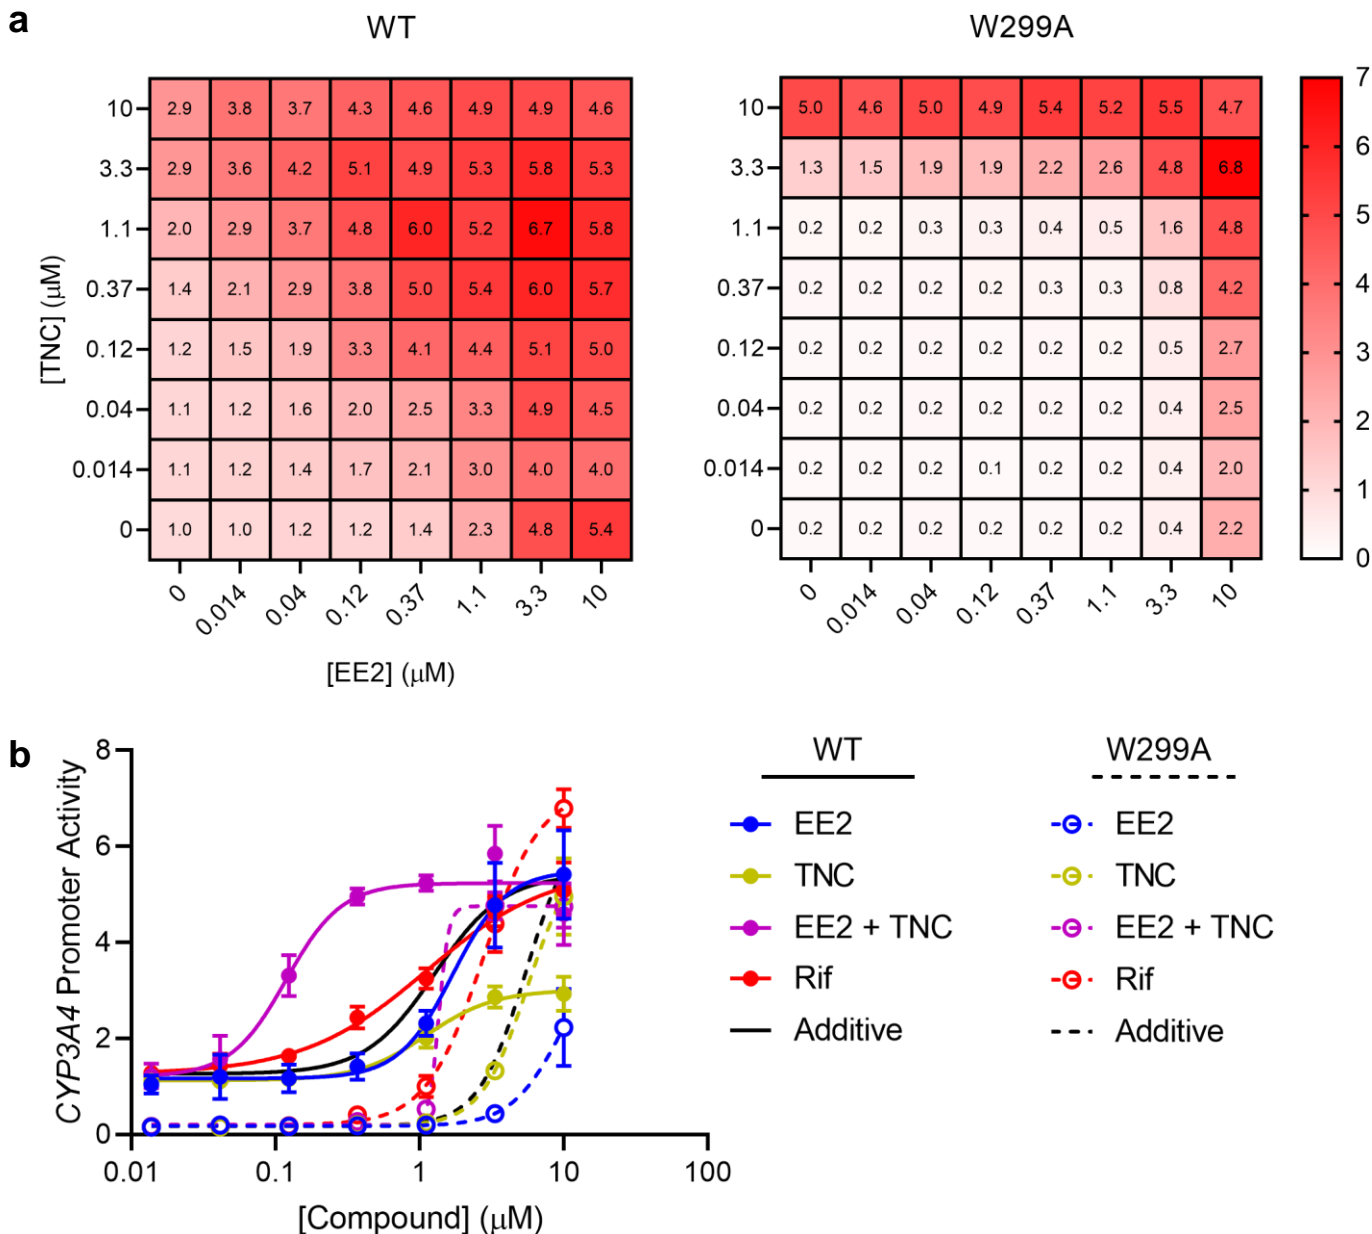 a
WT
W299A
10 2.9 3.8 3.7 4.3 4.6 4.9 4.9 4.6
3.3 2.9 3.6 4.2 5.1 4.9 5.3 5.8 5.3
1.1 2.0 2.9 3.7 4.8 6.0 5.2 6.7 5.8
0.37 1.4 2.1 2.9 3.8 5.0 5.4 6.0 5.7
0.12 1.2 1.5 1.9 3.3 4.1 4.4 5.1 5.0
0.04 1.1 1.2 1.6 2.0 2.5 3.3 4.9 4.5
0.014 1.1 1.2 1.4 1.7 2.1 3.0 4.0 4.0
0 1.0 1.0 1.2 1.2 1.4 2.3 4.8 5.4
0 0.014 0.04 0.12 0.37 1.1 3.3 10
[TNC] (μM)
[EE2] (μM)
10 5.0 4.6 5.0 4.9 5.4 5.2 5.5 4.7
3.3 1.3 1.5 1.9 1.9 2.2 2.6 4.8 6.8
1.1 0.2 0.2 0.3 0.3 0.4 0.5 1.6 4.8
0.37 0.2 0.2 0.2 0.2 0.3 0.3 0.8 4.2
0.12 0.2 0.2 0.2 0.2 0.2 0.2 0.5 2.7
0.04 0.2 0.2 0.2 0.2 0.2 0.2 0.4 2.5
0.014 0.2 0.2 0.2 0.1 0.2 0.2 0.4 2.0
0 0.2 0.2 0.2 0.2 0.2 0.2 0.4 2.2
0 0.014 0.04 0.12 0.37 1.1 3.3 10
7
6
5
4
3
2
1
0
b
CYP3A4 Promoter Activity
8
6
4
2
0
0.01 0.1 1 10 100
[Compound] (μM)
WT
EE2
TNC
EE2 + TNC
Rif
Additive
W299A
EE2
TNC
EE2 + TNC
Rif
Additive